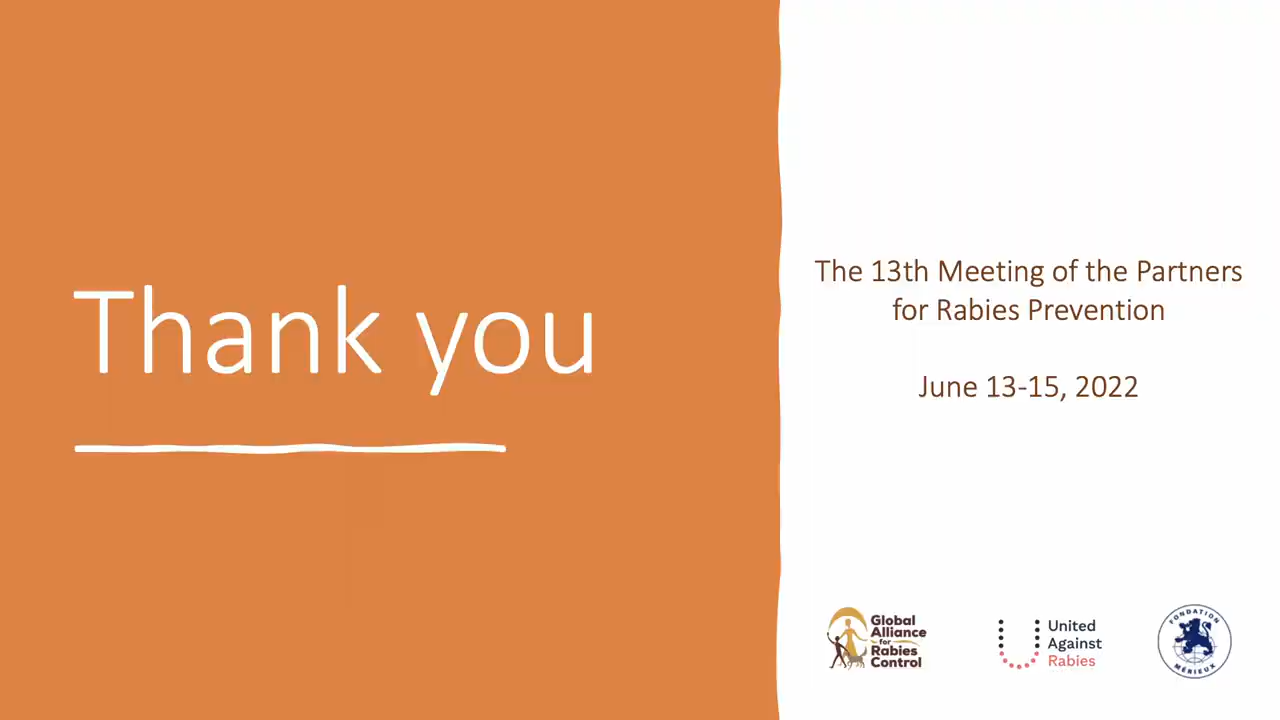 Thank you
The 13th Meeting of the Partners
for Rabies Prevention
June 13-15, 2022
Global
Alliance
for
Rabies
Control
United
Against
Rabies
FONDATION
MÉRIEUX